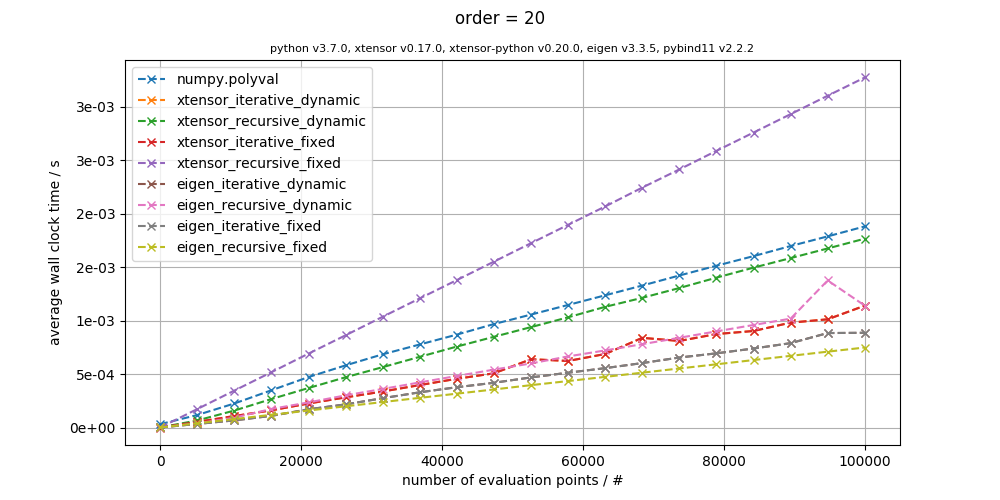 order = 20
python v3.7.0, xtensor v0.17.0, xtensor-python v0.20.0, eigen v3.3.5, pybind11 v2.2.2
numpy.polyval
xtensor_iterative_dynamic
xtensor_recursive_dynamic
xtensor_iterative_fixed
xtensor_recursive_fixed
eigen_iterative_dynamic
eigen_recursive_dynamic
eigen_iterative_fixed
eigen_recursive_fixed
average wall clock time / s
3e-03
3e-03
2e-03
2e-03
1e-03
5e-04
0e+00
0 20000 40000 60000 80000 100000
number of evaluation points / #